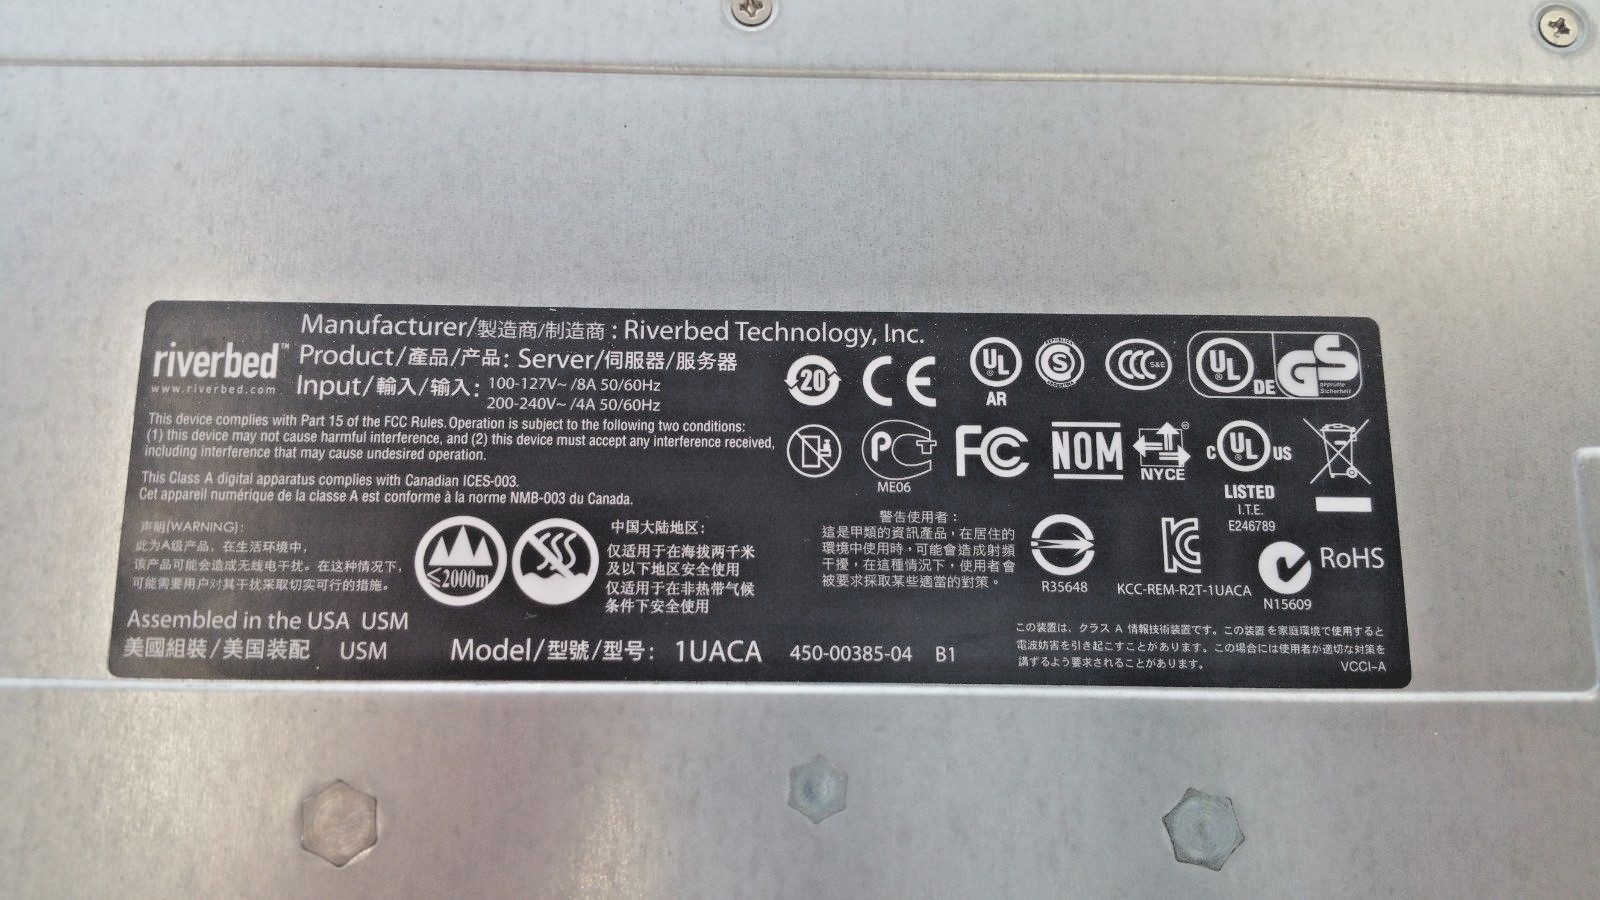 riverbed™
www.riverbed.com
Manufacturer/製造商/制造商 : Riverbed Technology, Inc.
Product/產品/产品: Server/伺服器/服务器
Input/輸入/输入: 100-127V~ /8A 50/60Hz
200-240V~ /4A 50/60Hz
This device complies with Part 15 of the FCC Rules. Operation is subject to the following two conditions:
(1) this device may not cause harmful interference, and (2) this device must accept any interference received,
including interference that may cause undesired operation.
This Class A digital apparatus complies with Canadian ICES-003.
Cet appareil numérique de la classe A est conforme à la norme NMB-003 du Canada.
声明(WARNING):
此为A级产品，在生活环境中，
该产品可能会造成无线电干扰。在这种情况下，
可能需要用户对其干扰采取切实可行的措施。
≤2000m
中国大陆地区:
仅适用于在海拔两千米
及以下地区安全使用
仅适用于在非热带气候
条件下安全使用
Assembled in the USA USM
美國組裝/美国装配 USM
Model/型號/型号: 1UACA 450-00385-04 B1
20
CE
UL
AR
S
CCC S&E
UL DE
GS geprüfte Sicherheit
PCT
ME06
FC
NOM
NYCE
C UL US
LISTED
I.T.E.
E246789
警告使用者：
這是甲類的資訊產品，在居住的
環境中使用時，可能會造成射頻
干擾，在這種情況下，使用者會
被要求採取某些適當的對策。
R35648
KCC-REM-R2T-1UACA
N15609
RoHS
この装置は、クラス A 情報技術装置です。この装置を家庭環境で使用すると
電波妨害を引き起こすことがあります。この場合には使用者が適切な対策を
講ずるよう要求されることがあります。 VCCI-A